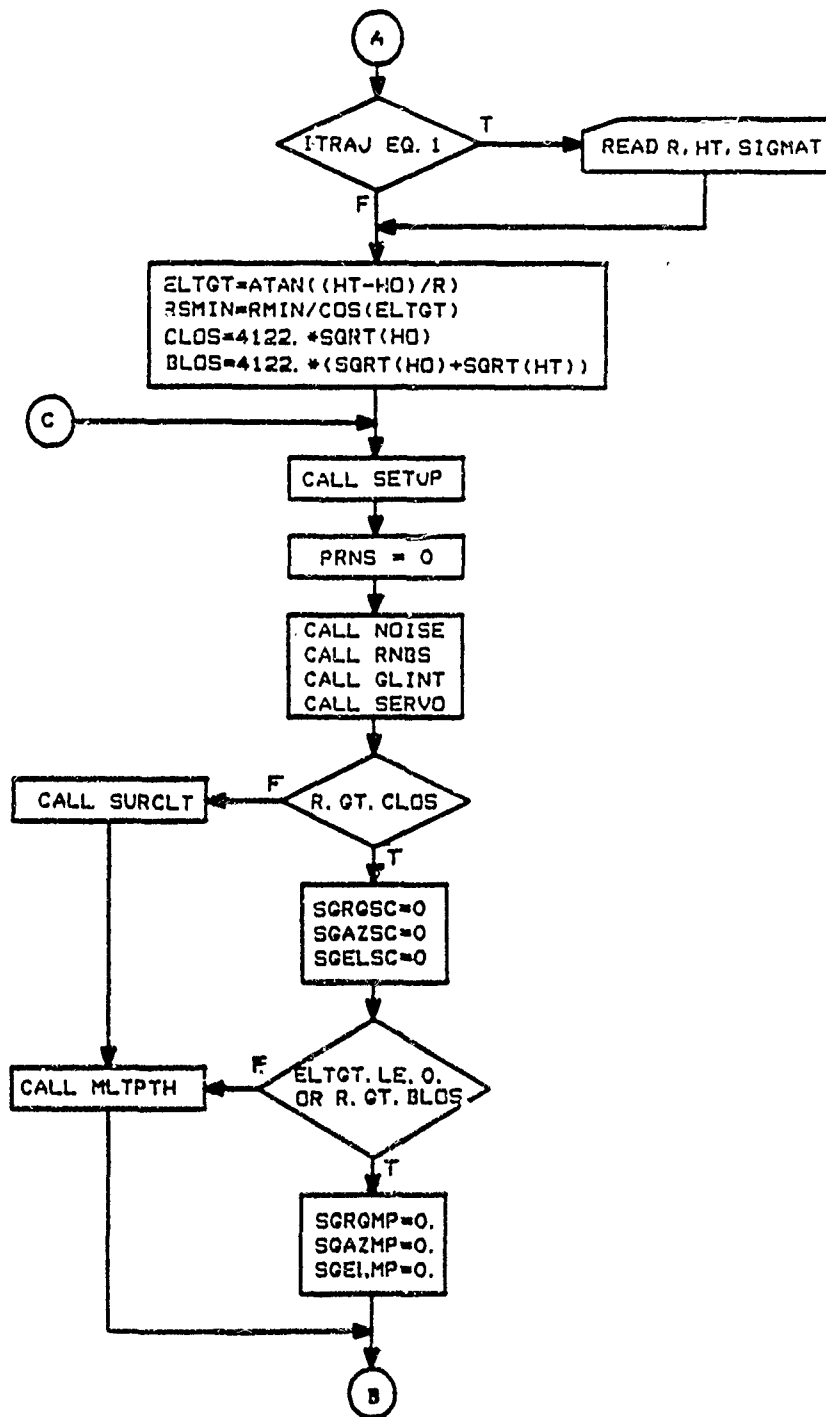 A
ITRAJ EQ. 1
T
READ R, HT, SIGMAT
F
ELTGT=ATAN((HT-HO)/R)
RSMIN=RMIN/COS(ELTGT)
CLOS=4122. *SQRT(HO)
BLOS=4122. *(SQRT(HO)+SQRT(HT))
C
CALL SETUP
PRNS = 0
CALL NOISE
CALL RNBS
CALL GLINT
CALL SERVO
R. GT. CLOS
F
CALL SURCLT
T
SGRGSC=0
SGAZSC=0
SGELSC=0
ELTGT. LE. 0.
OR R. GT. BLOS
F
CALL MLTPTH
T
SGRGMP=0.
SGAZMP=0.
SGELMP=0.
B